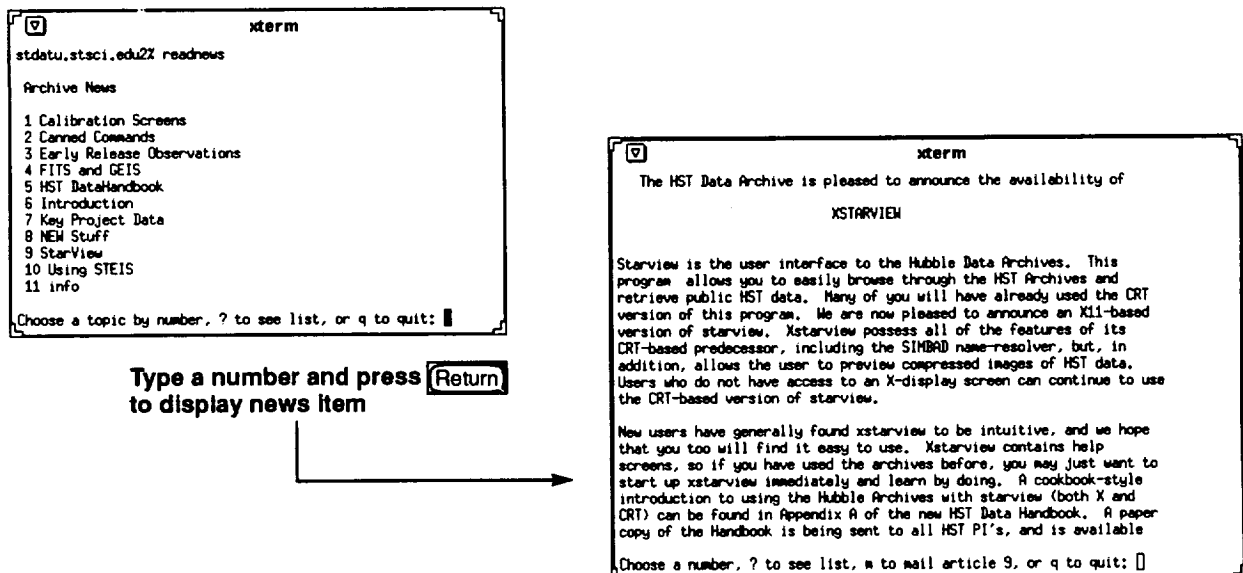 xterm
stdatu.stsci.edu2% readnews
Archive News
1 Calibration Screens
2 Canned Commands
3 Early Release Observations
4 FITS and GEIS
5 HST DataHandbook
6 Introduction
7 Key Project Data
8 NEW Stuff
9 StarView
10 Using STEIS
11 info
Choose a topic by number, ? to see list, or q to quit:
Type a number and press Return
to display news item
xterm
The HST Data Archive is pleased to announce the availability of
XSTARVIEW
Starview is the user interface to the Hubble Data Archives. This
program allows you to easily browse through the HST Archives and
retrieve public HST data. Many of you will have already used the CRT
version of this program. We are now pleased to announce an X11-based
version of starview. Xstarview possess all of the features of its
CRT-based predecessor, including the SIMBAD name-resolver, but, in
addition, allows the user to preview compressed images of HST data.
Users who do not have access to an X-display screen can continue to use
the CRT-based version of starview.
New users have generally found xstarview to be intuitive, and we hope
that you too will find it easy to use. Xstarview contains help
screens, so if you have used the archives before, you may just want to
start up xstarview immediately and learn by doing. A cookbook-style
introduction to using the Hubble Archives with starview (both X and
CRT) can be found in Appendix A of the new HST Data Handbook. A paper
copy of the Handbook is being sent to all HST PI's, and is available
Choose a number, ? to see list, m to mail article 9, or q to quit: